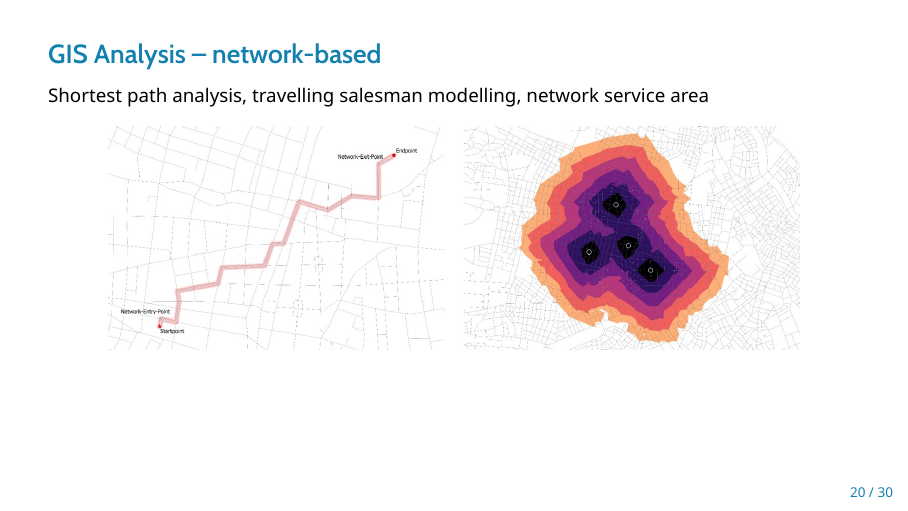 GIS Analysis – network-based
Shortest path analysis, travelling salesman modelling, network service area
Endpoint
Network-Exit-Point
Network-Entry-Point
Startpoint
20 / 30